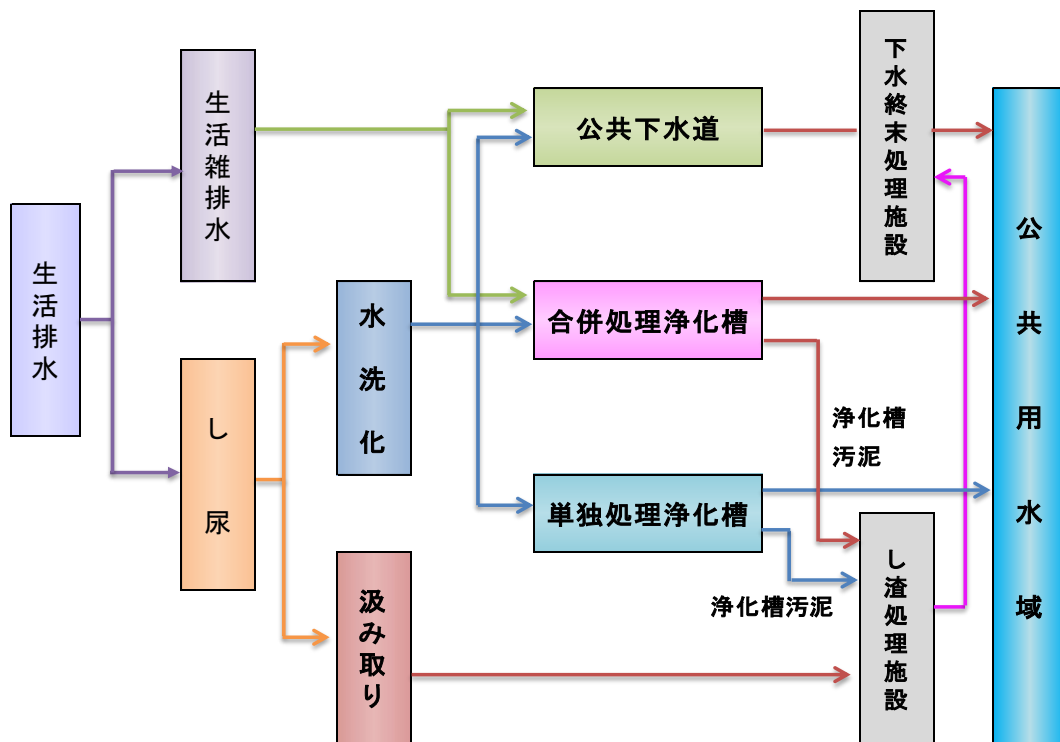 生活排水
生活雑排水
し尿
水洗化
汲み取り
公共下水道
合併処理浄化槽
単独処理浄化槽
浄化槽
汚泥
浄化槽汚泥
下水終末処理施設
し渣処理施設
公共用水域